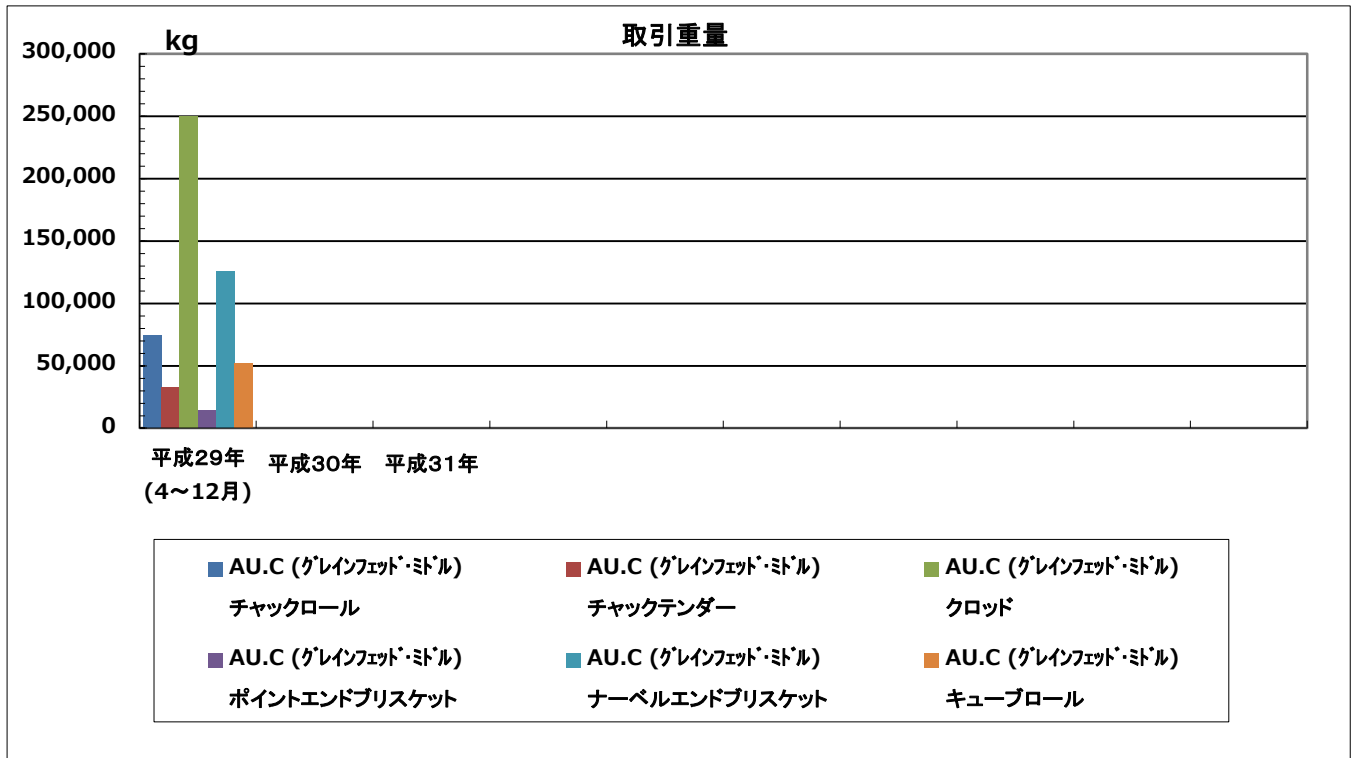 取引重量
kg
300,000
250,000
200,000
150,000
100,000
50,000
0
平成29年 平成30年 平成31年
(4～12月)
AU.C (ｸﾞﾚｲﾝﾌｪｯﾄﾞ･ﾐﾄﾞﾙ) AU.C (ｸﾞﾚｲﾝﾌｪｯﾄﾞ･ﾐﾄﾞﾙ) AU.C (ｸﾞﾚｲﾝﾌｪｯﾄﾞ･ﾐﾄﾞﾙ)
チャックロール チャックテンダー クロッド
AU.C (ｸﾞﾚｲﾝﾌｪｯﾄﾞ･ﾐﾄﾞﾙ) AU.C (ｸﾞﾚｲﾝﾌｪｯﾄﾞ･ﾐﾄﾞﾙ) AU.C (ｸﾞﾚｲﾝﾌｪｯﾄﾞ･ﾐﾄﾞﾙ)
ポイントエンドブリスケット ナーベルエンドブリスケット キューブロール